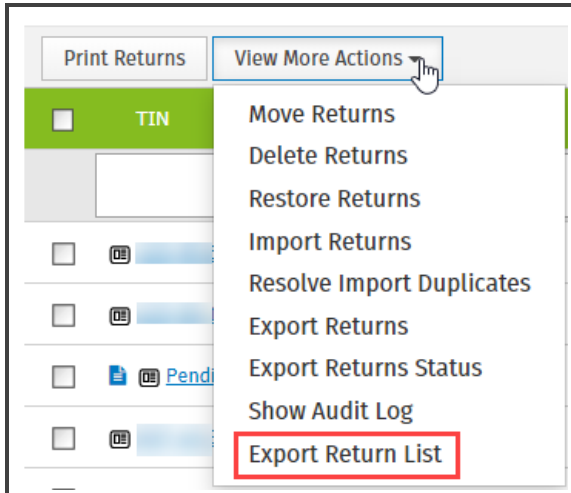 Print Returns
View More Actions
TIN
Move Returns
Delete Returns
Restore Returns
Import Returns
Resolve Import Duplicates
Export Returns
Export Returns Status
Show Audit Log
Export Return List